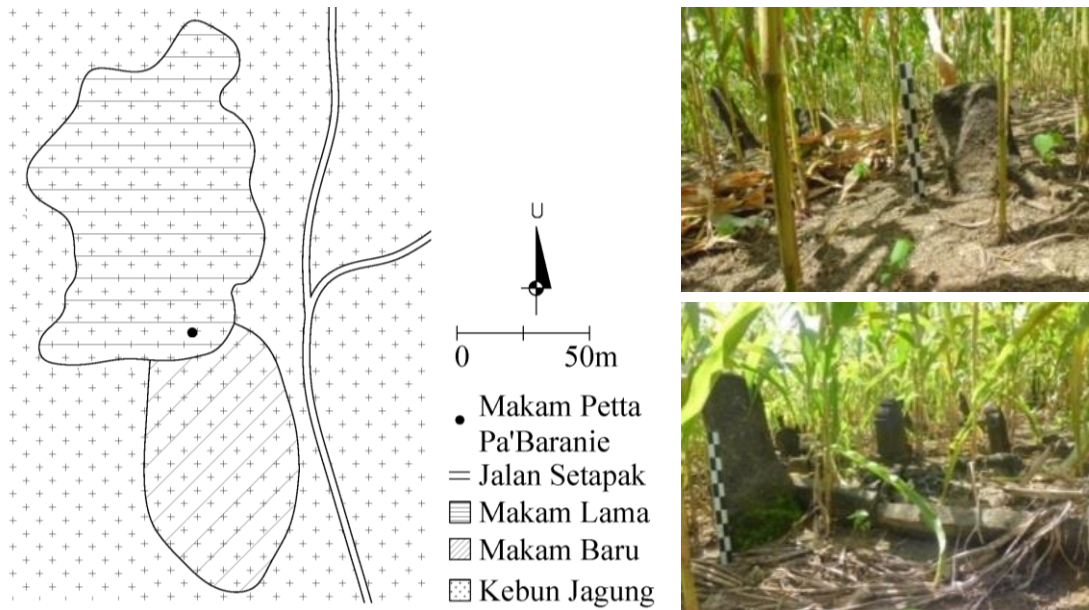 U
0 50m
Makam Petta
Pa'Baranie
Jalan Setapak
Makam Lama
Makam Baru
Kebun Jagung